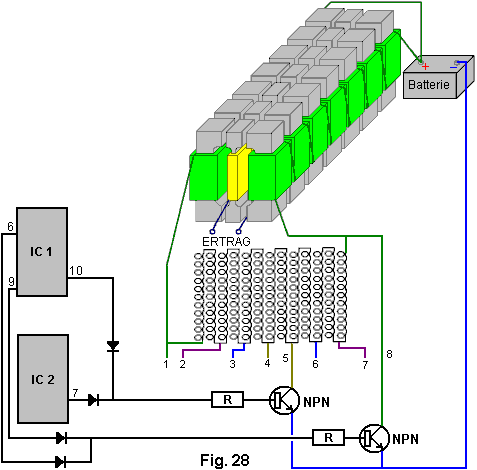 +
−
Batterie
6
IC 1
ERTRAG
9
10
1
2
3
4
5
6
7
8
IC 2
7
R
NPN
R
NPN
Fig. 28